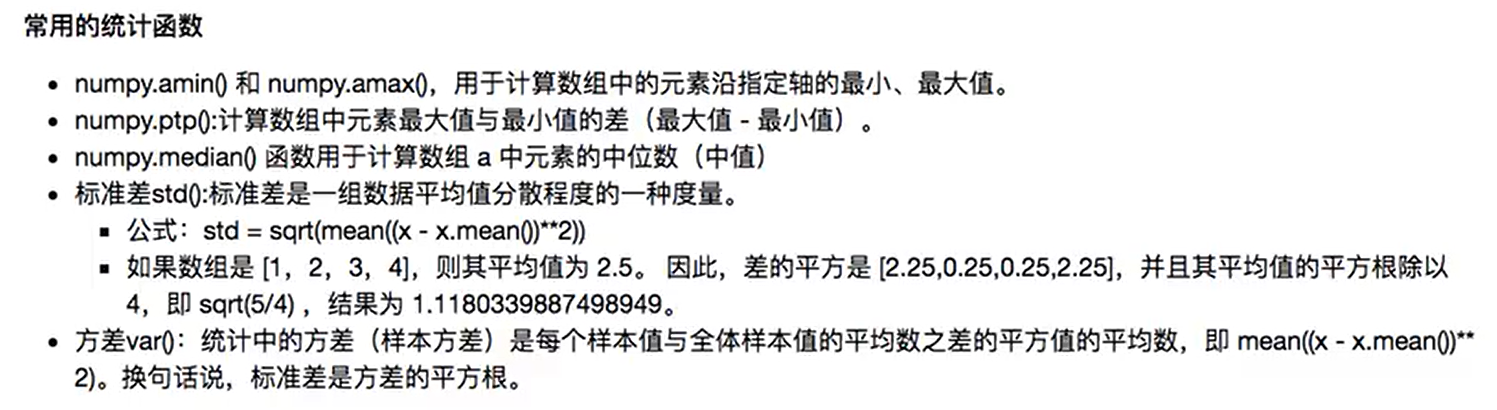 常用的统计函数
numpy.amin() 和 numpy.amax()，用于计算数组中的元素沿指定轴的最小、最大值。
numpy.ptp():计算数组中元素最大值与最小值的差（最大值 - 最小值）。
numpy.median() 函数用于计算数组 a 中元素的中位数（中值）
标准差std():标准差是一组数据平均值分散程度的一种度量。
公式：std = sqrt(mean((x - x.mean())**2))
如果数组是 [1，2，3，4]，则其平均值为 2.5。 因此，差的平方是 [2.25,0.25,0.25,2.25]，并且其平均值的平方根除以
4，即 sqrt(5/4) ，结果为 1.1180339887498949。
方差var()：统计中的方差（样本方差）是每个样本值与全体样本值的平均数之差的平方值的平均数，即 mean((x - x.mean())**
2)。换句话说，标准差是方差的平方根。